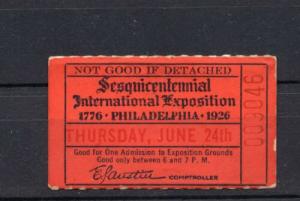 NOT GOOD IF DETACHED
Sesquicentennial
International Exposition
1776 • PHILADELPHIA • 1926
THURSDAY, JUNE 24th
Good for One Admission to Exposition Grounds
Good only between 6 and 7 P. M.
COMPTROLLER
009046